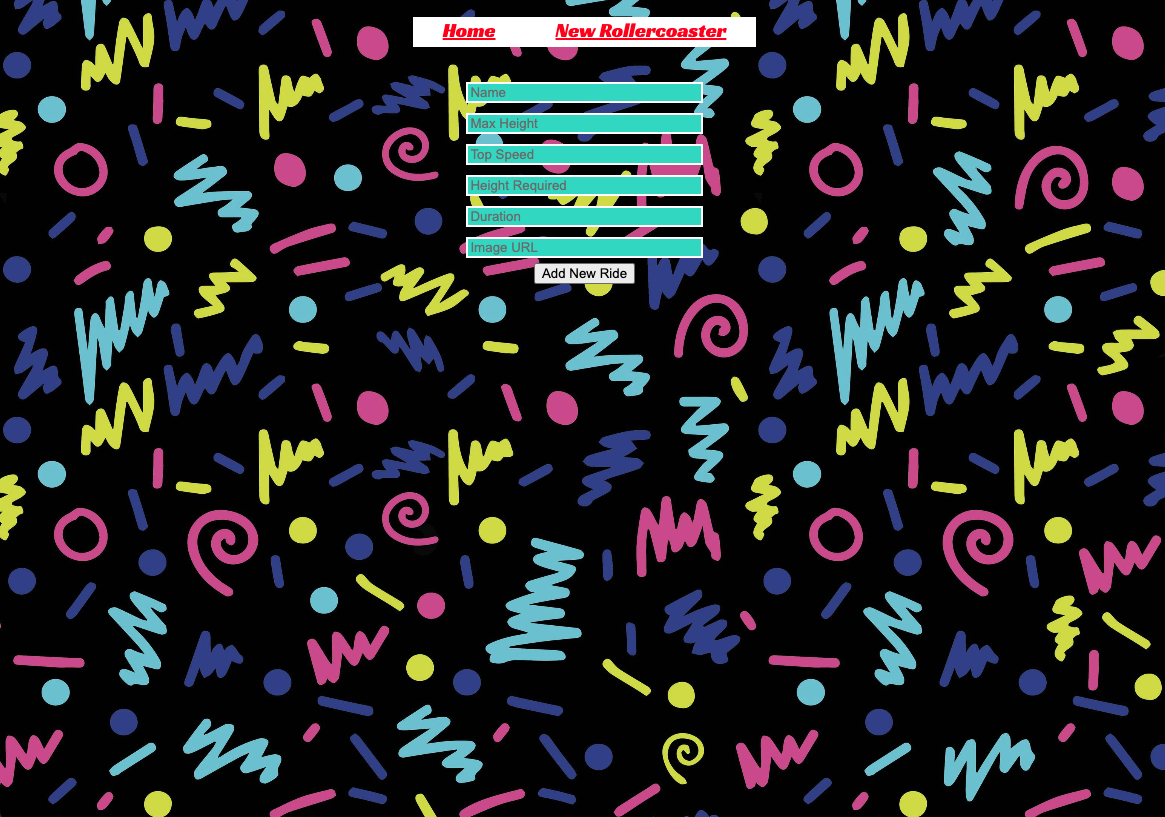 Home New Rollercoaster
Name
Max Height
Top Speed
Height Required
Duration
Image URL
Add New Ride